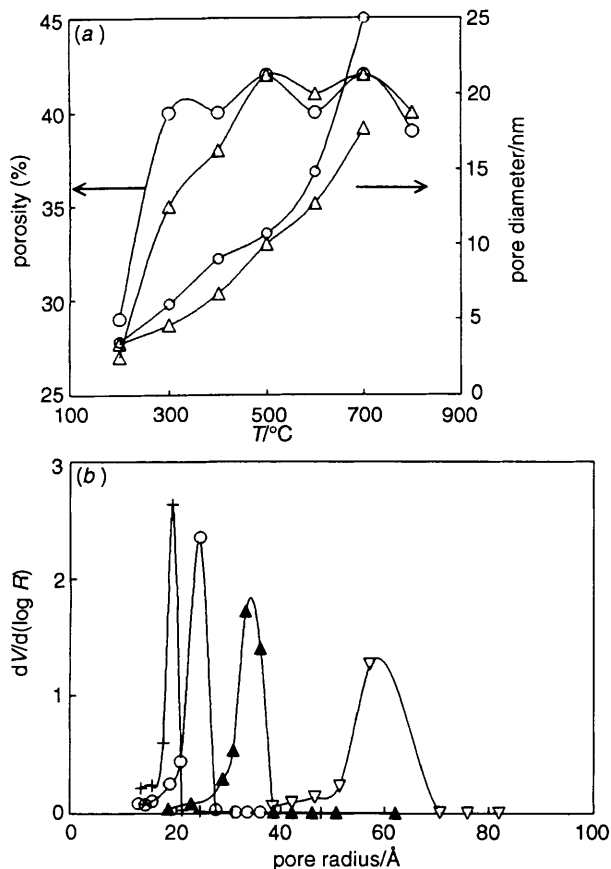 (a)
45
40
35
30
25
porosity (%)
25
20
15
10
5
0
pore diameter/nm
100 300 500 700 900
T/°C
(b)
3
2
1
0
dV/d(log R)
0 20 40 60 80 100
pore radius/Å